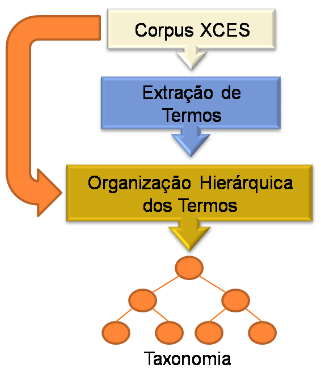 Corpus XCES
Extração de
Termos
Organização Hierárquica
dos Termos
Taxonomia